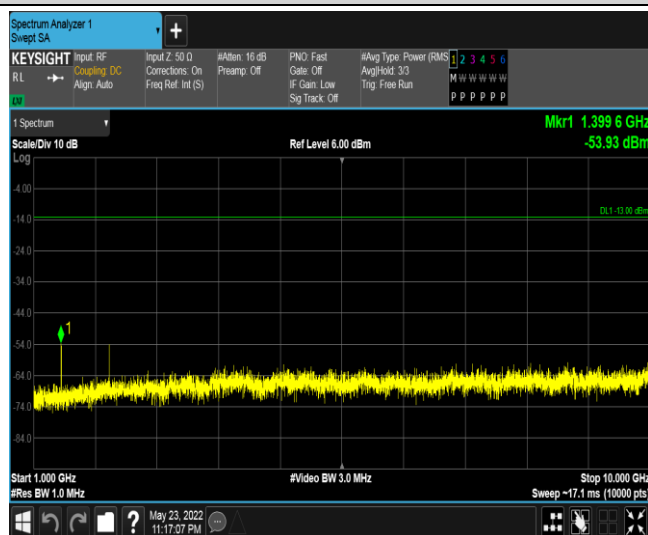 Spectrum Analyzer 1
Swept SA
+
KEYSIGHT Input: RF Input Z: 50 Ω #Atten: 16 dB PNO: Fast #Avg Type: Power (RMS 1 2 3 4 5 6
RL Coupling: DC Corrections: On Preamp: Off Gate: Off Avg|Hold: 3/3 M W W W W W
Align: Auto Freq Ref: Int (S) IF Gain: Low Trig: Free Run
Sig Track: Off P P P P P P
LXI
1 Spectrum Mkr1 1.399 6 GHz
Scale/Div 10 dB Ref Level 6.00 dBm -53.93 dBm
Log
-4.00
DL1 -13.00 dBm
-14.0
-24.0
-34.0
-44.0
1
-54.0
-64.0
-74.0
-84.0
Start 1.000 GHz #Video BW 3.0 MHz Stop 10.000 GHz
#Res BW 1.0 MHz Sweep ~17.1 ms (10000 pts)
? May 23, 2022
11:17:07 PM